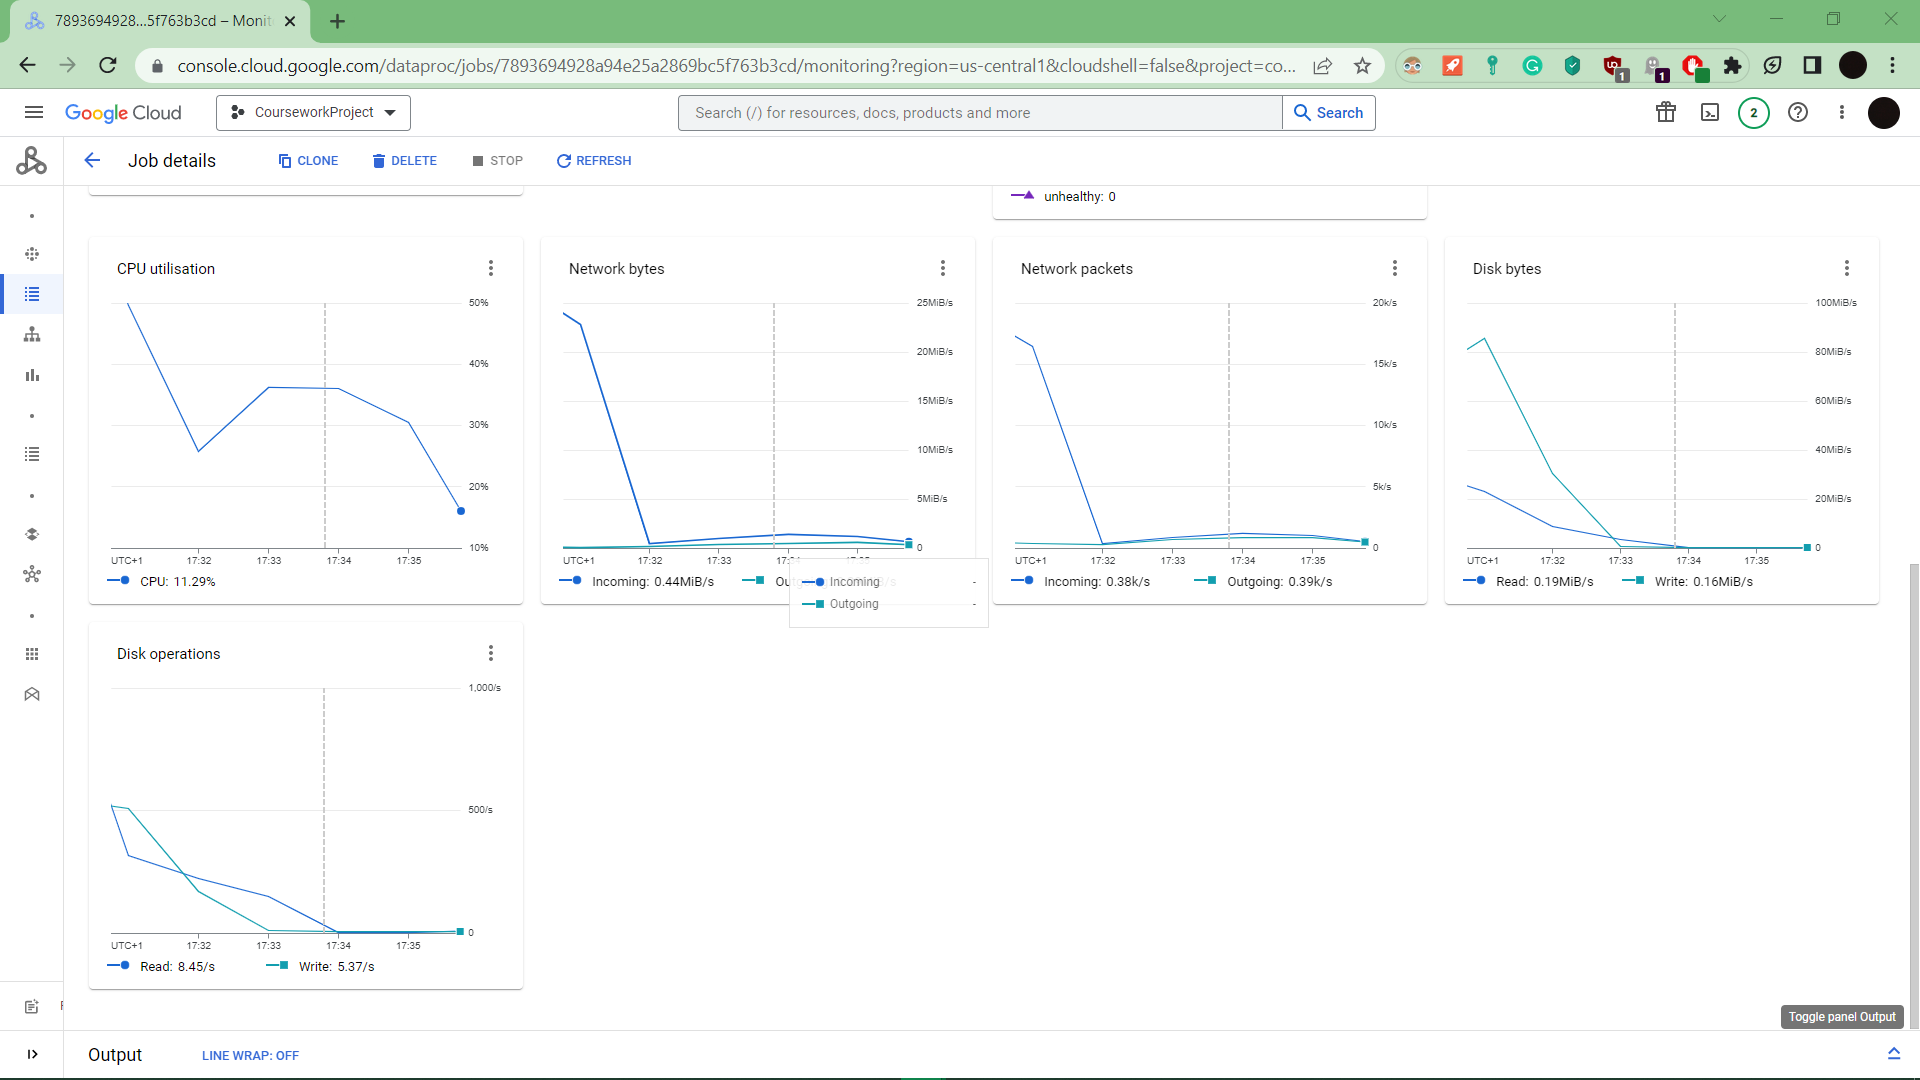 7893694928...5f763b3cd – Monit
console.cloud.google.com/dataproc/jobs/7893694928a94e25a2869bc5f763b3cd/monitoring?region=us-central1&cloudshell=false&project=co...
1
1
Google Cloud
CourseworkProject
Search (/) for resources, docs, products and more
Search
2
Job details
CLONE
DELETE
STOP
REFRESH
unhealthy: 0
CPU utilisation
50%
40%
30%
20%
10%
UTC+1 17:32 17:33 17:34 17:35
CPU: 11.29%
Network bytes
25MiB/s
20MiB/s
15MiB/s
10MiB/s
5MiB/s
0
UTC+1 17:32 17:33 17:34 17:35
Incoming: 0.44MiB/s
Incoming -
Outgoing -
Network packets
20k/s
15k/s
10k/s
5k/s
0
UTC+1 17:32 17:33 17:34 17:35
Incoming: 0.38k/s Outgoing: 0.39k/s
Disk bytes
100MiB/s
80MiB/s
60MiB/s
40MiB/s
20MiB/s
0
UTC+1 17:32 17:33 17:34 17:35
Read: 0.19MiB/s Write: 0.16MiB/s
Disk operations
1,000/s
500/s
0
UTC+1 17:32 17:33 17:34 17:35
Read: 8.45/s Write: 5.37/s
Toggle panel Output
Output
LINE WRAP: OFF